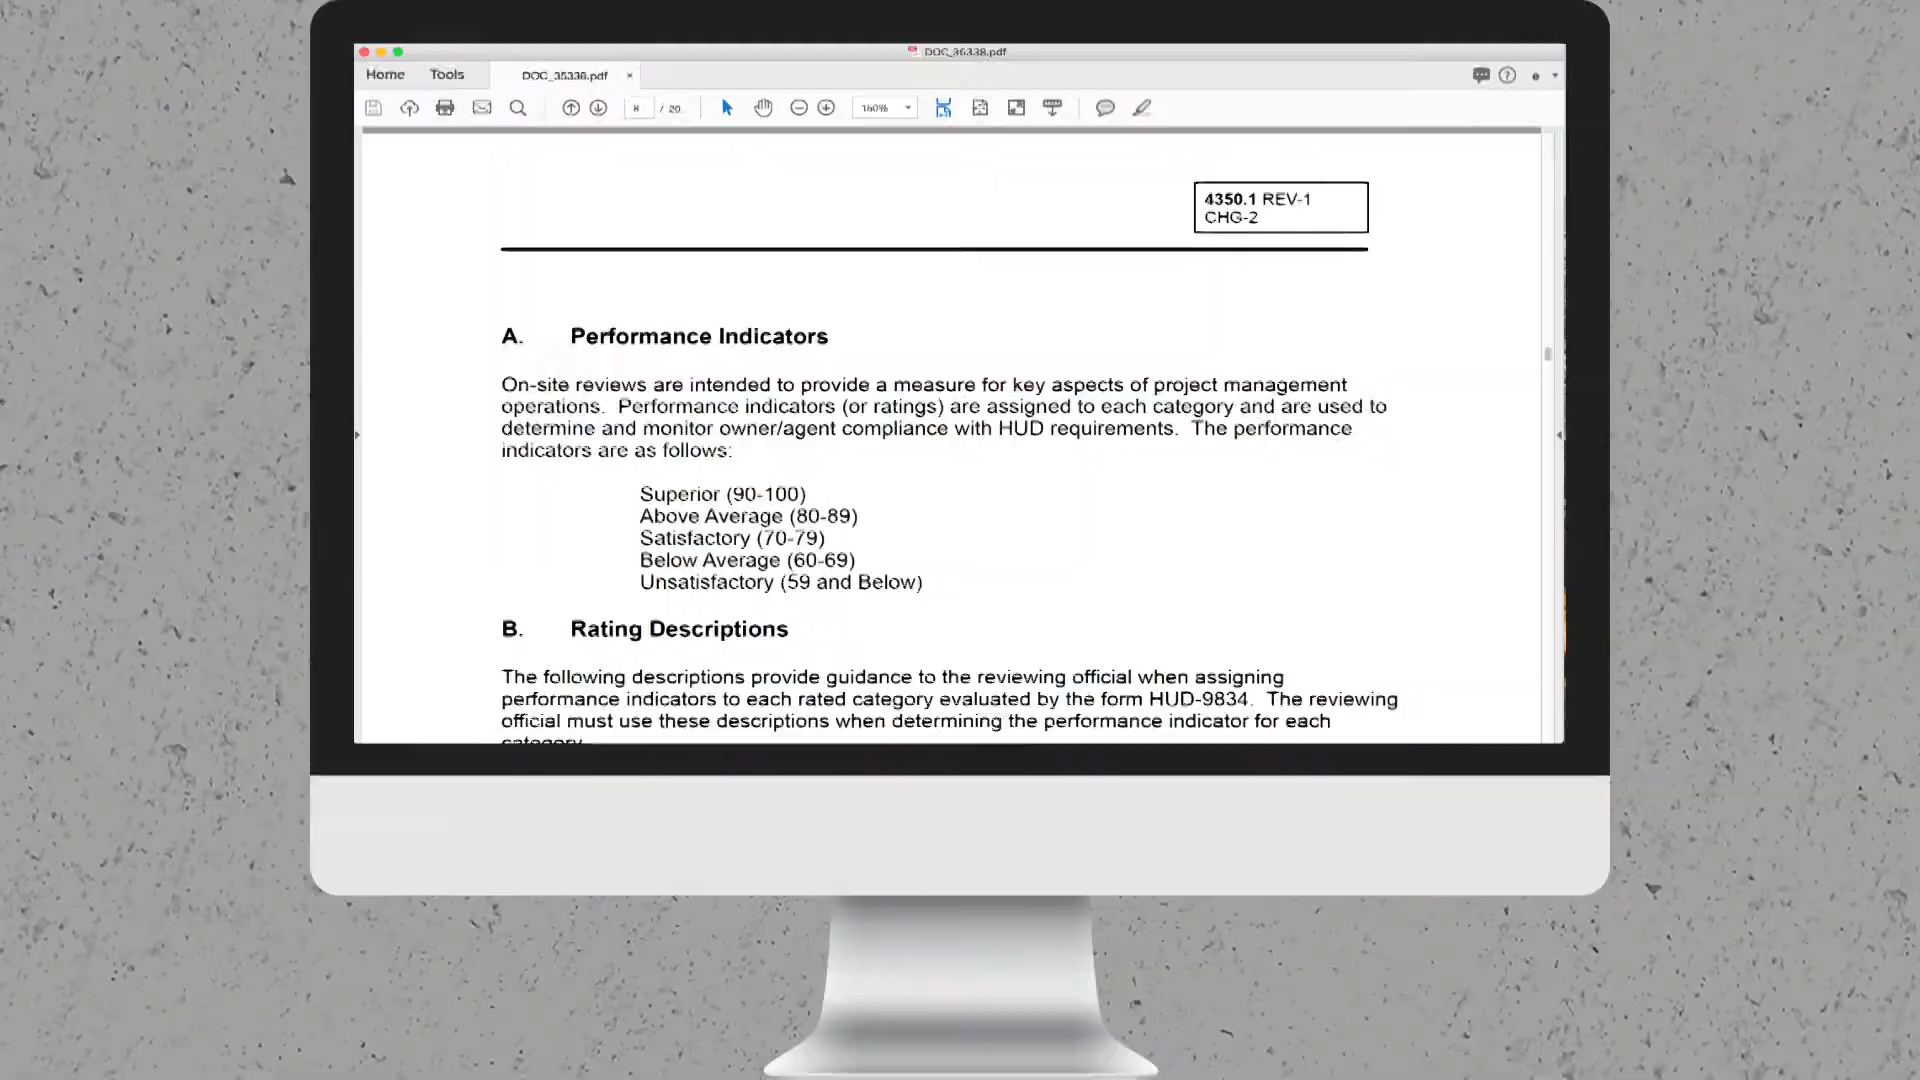 DOC_35338.pdf
Home Tools DOC_35338.pdf ×
8 / 20 150%
4350.1 REV-1
CHG-2
A. Performance Indicators
On-site reviews are intended to provide a measure for key aspects of project management
operations. Performance indicators (or ratings) are assigned to each category and are used to
determine and monitor owner/agent compliance with HUD requirements. The performance
indicators are as follows:
Superior (90-100)
Above Average (80-89)
Satisfactory (70-79)
Below Average (60-69)
Unsatisfactory (59 and Below)
B. Rating Descriptions
The following descriptions provide guidance to the reviewing official when assigning
performance indicators to each rated category evaluated by the form HUD-9834. The reviewing
official must use these descriptions when determining the performance indicator for each
category.